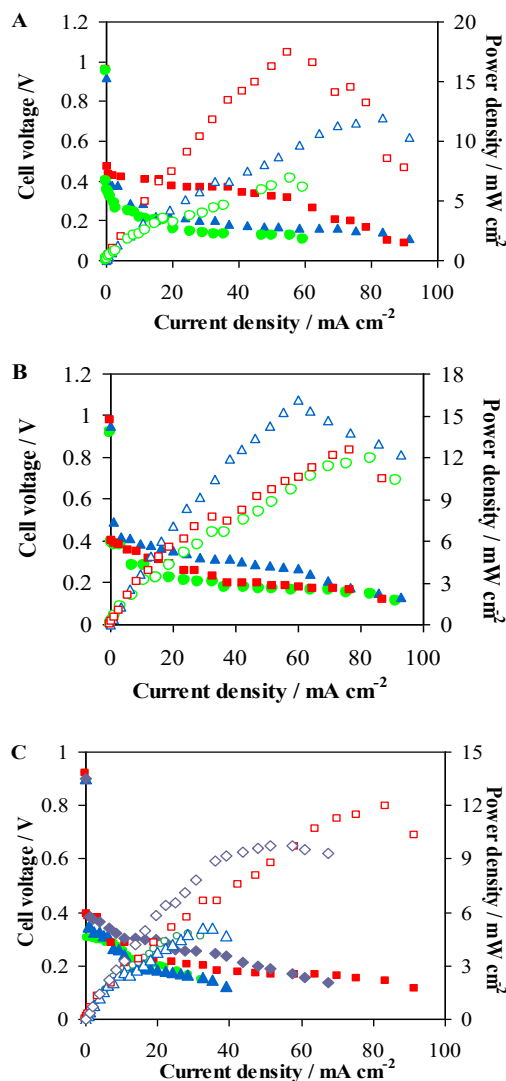 A
1.2
1
0.8
0.6
0.4
0.2
0
Cell voltage /V
20
15
10
5
0
Power density / mW cm-2
0 20 40 60 80 100
Current density / mA cm-2
B
1.2
1
0.8
0.6
0.4
0.2
0
Cell voltage / V
18
15
12
9
6
3
0
Power density / mW cm-2
0 20 40 60 80 100
Current density / mA cm-2
C
1
0.8
0.6
0.4
0.2
0
Cell voltage / V
15
12
9
6
3
0
Power density / mW cm-2
0 20 40 60 80 100
Current density / mA cm-2